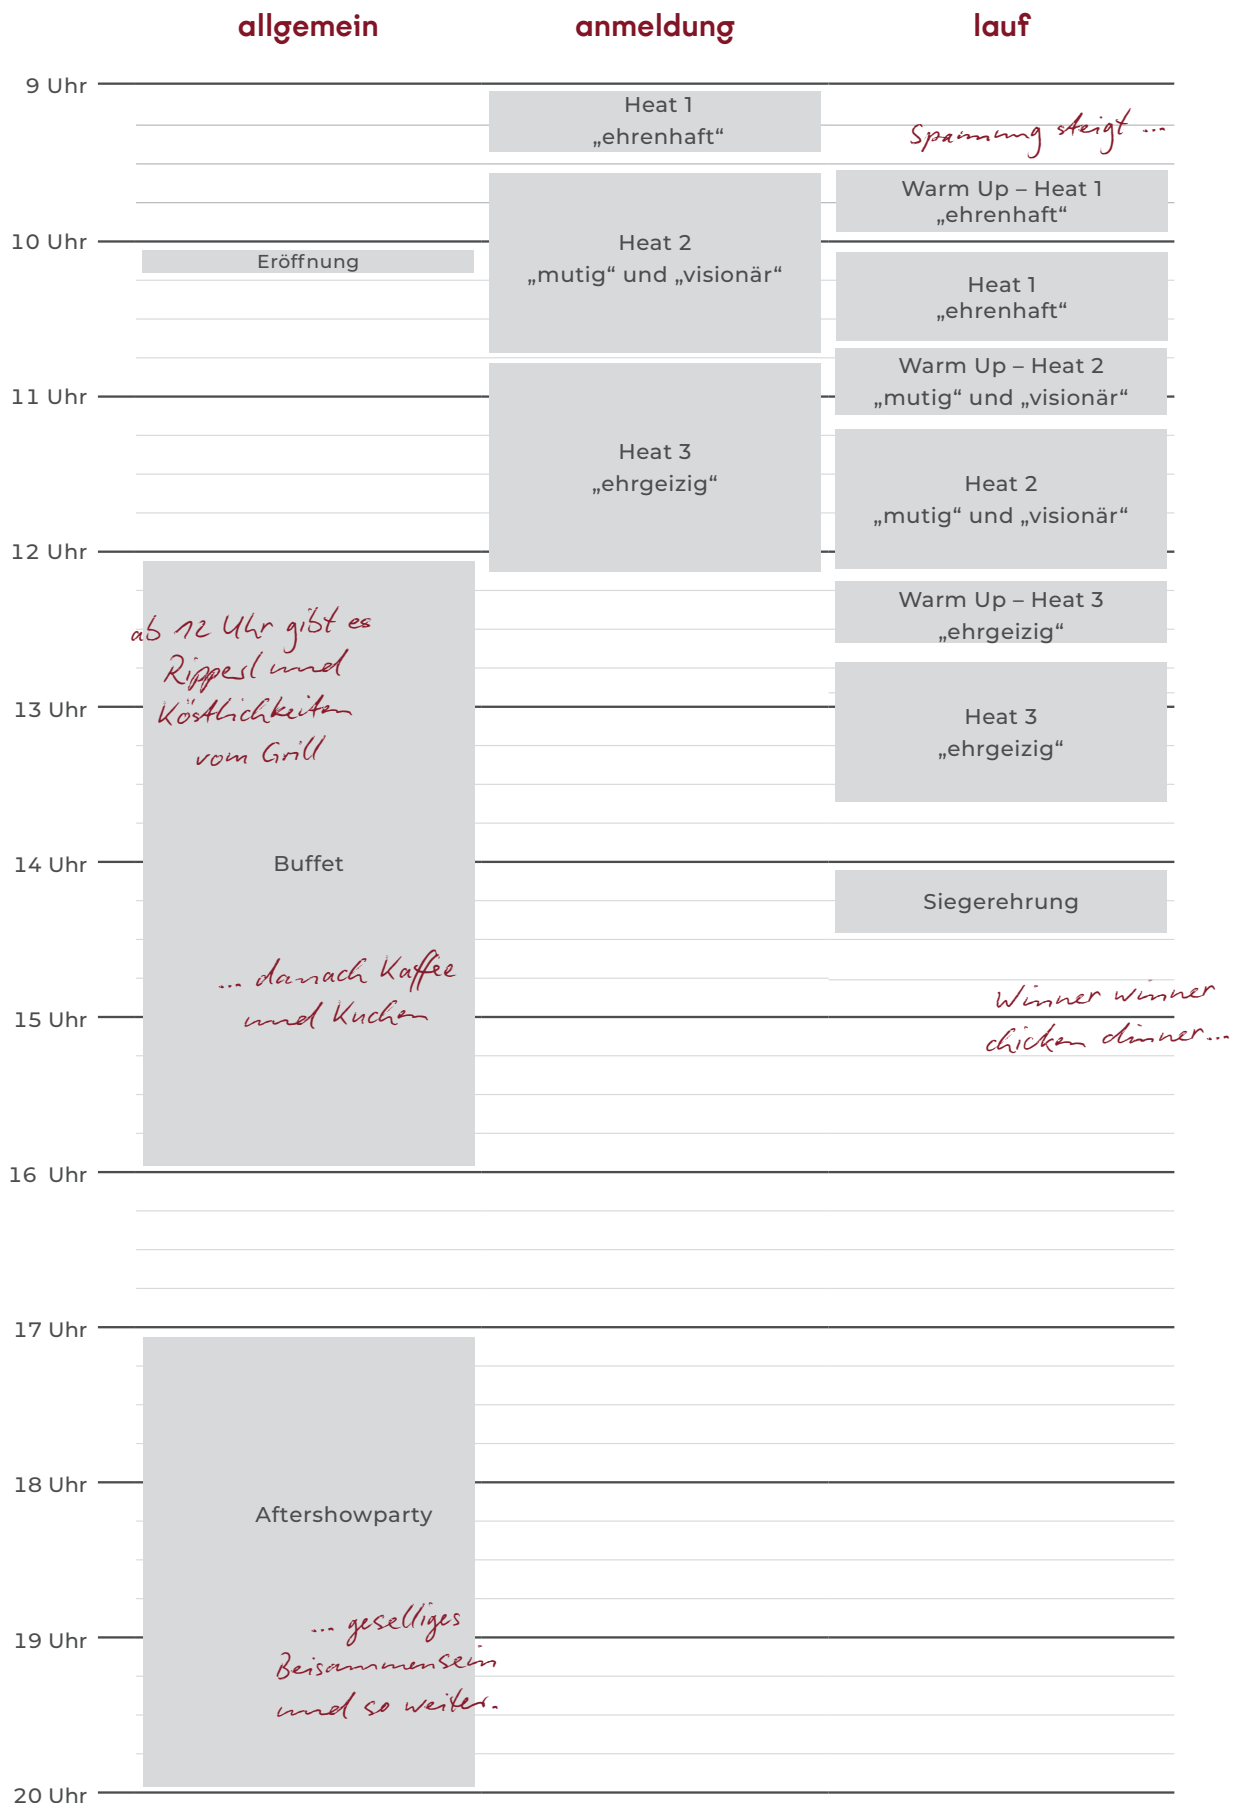 allgemein
anmeldung
lauf
9 Uhr
Heat 1
„ehrenhaft“
Spannung steigt ...
Warm Up – Heat 1
„ehrenhaft“
10 Uhr
Eröffnung
Heat 2
„mutig“ und „visionär“
Heat 1
„ehrenhaft“
Warm Up – Heat 2
„mutig“ und „visionär“
11 Uhr
Heat 3
„ehrgeizig“
Heat 2
„mutig“ und „visionär“
12 Uhr
ab 12 Uhr gibt es
Ripperl und
Köstlichkeiten
vom Grill
Warm Up – Heat 3
„ehrgeizig“
13 Uhr
Heat 3
„ehrgeizig“
14 Uhr
Buffet
Siegerehrung
... danach Kaffee
und Kuchen
15 Uhr
Winner winner
chicken dinner...
16 Uhr
17 Uhr
18 Uhr
Aftershowparty
... geselliges
Beisammensein
und so weiter.
19 Uhr
20 Uhr